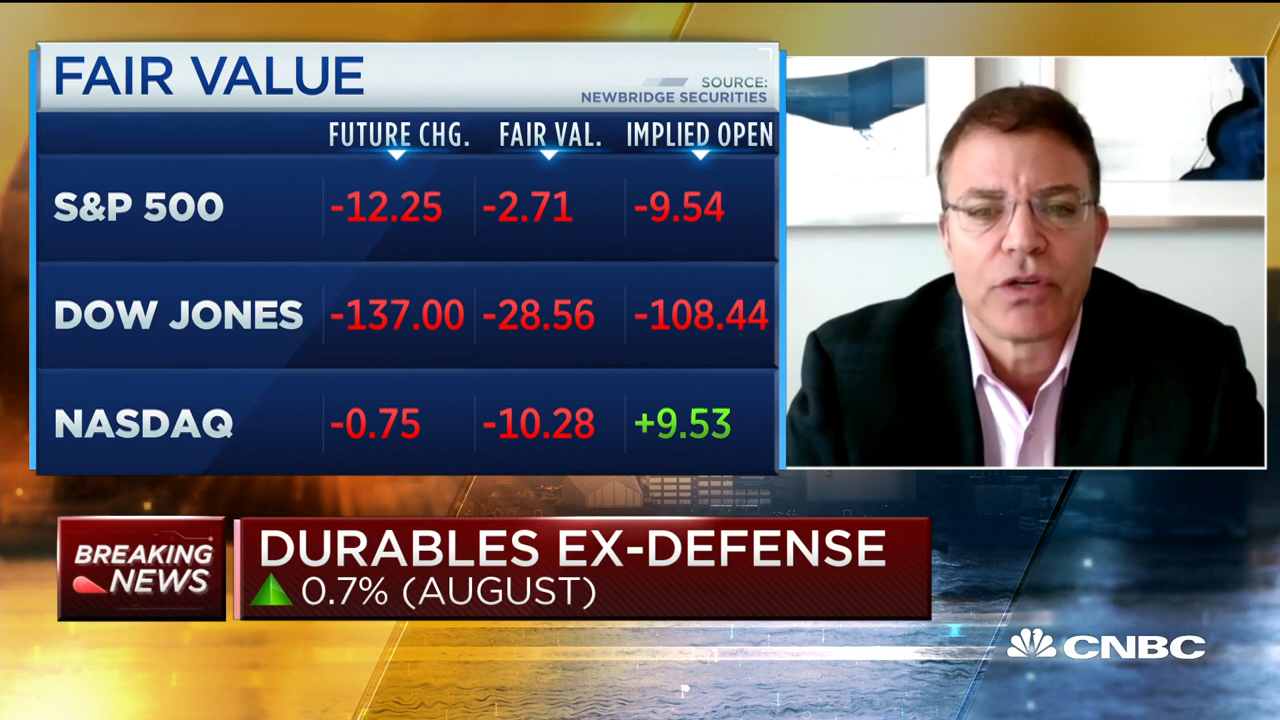 FAIR VALUE
SOURCE:
NEWBRIDGE SECURITIES
FUTURE CHG. FAIR VAL. IMPLIED OPEN
S&P 500 -12.25 -2.71 -9.54
DOW JONES -137.00 -28.56 -108.44
NASDAQ -0.75 -10.28 +9.53
BREAKING NEWS
DURABLES EX-DEFENSE
0.7% (AUGUST)
CNBC